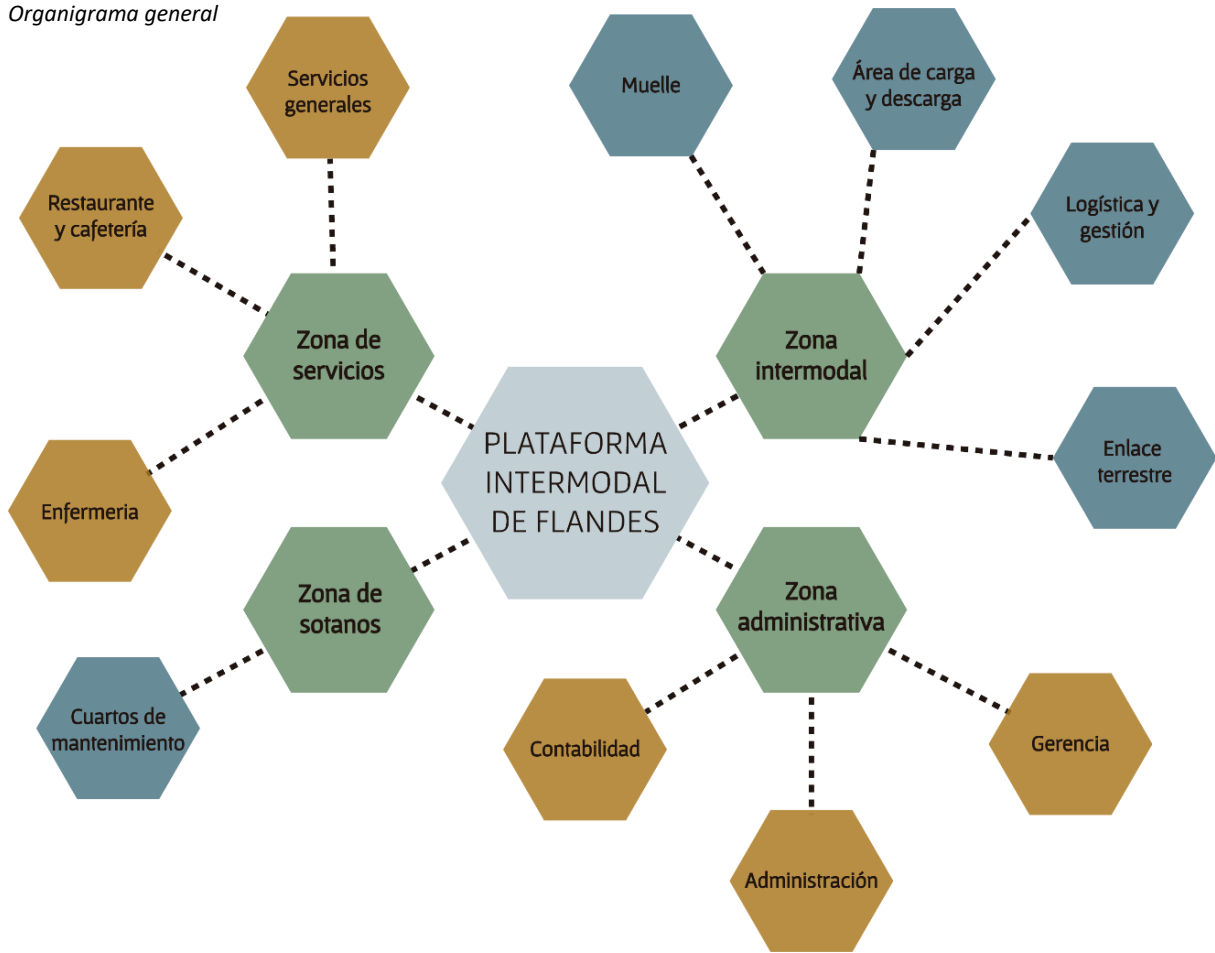 Organigrama general
Servicios
generales
Muelle
Área de carga
y descarga
Restaurante
y cafetería
Logística y
gestión
Zona de
servicios
Zona
intermodal
PLATAFORMA
INTERMODAL
DE FLANDES
Enlace
terrestre
Enfermeria
Zona de
sotanos
Zona
administrativa
Cuartos de
mantenimiento
Contabilidad
Gerencia
Administración